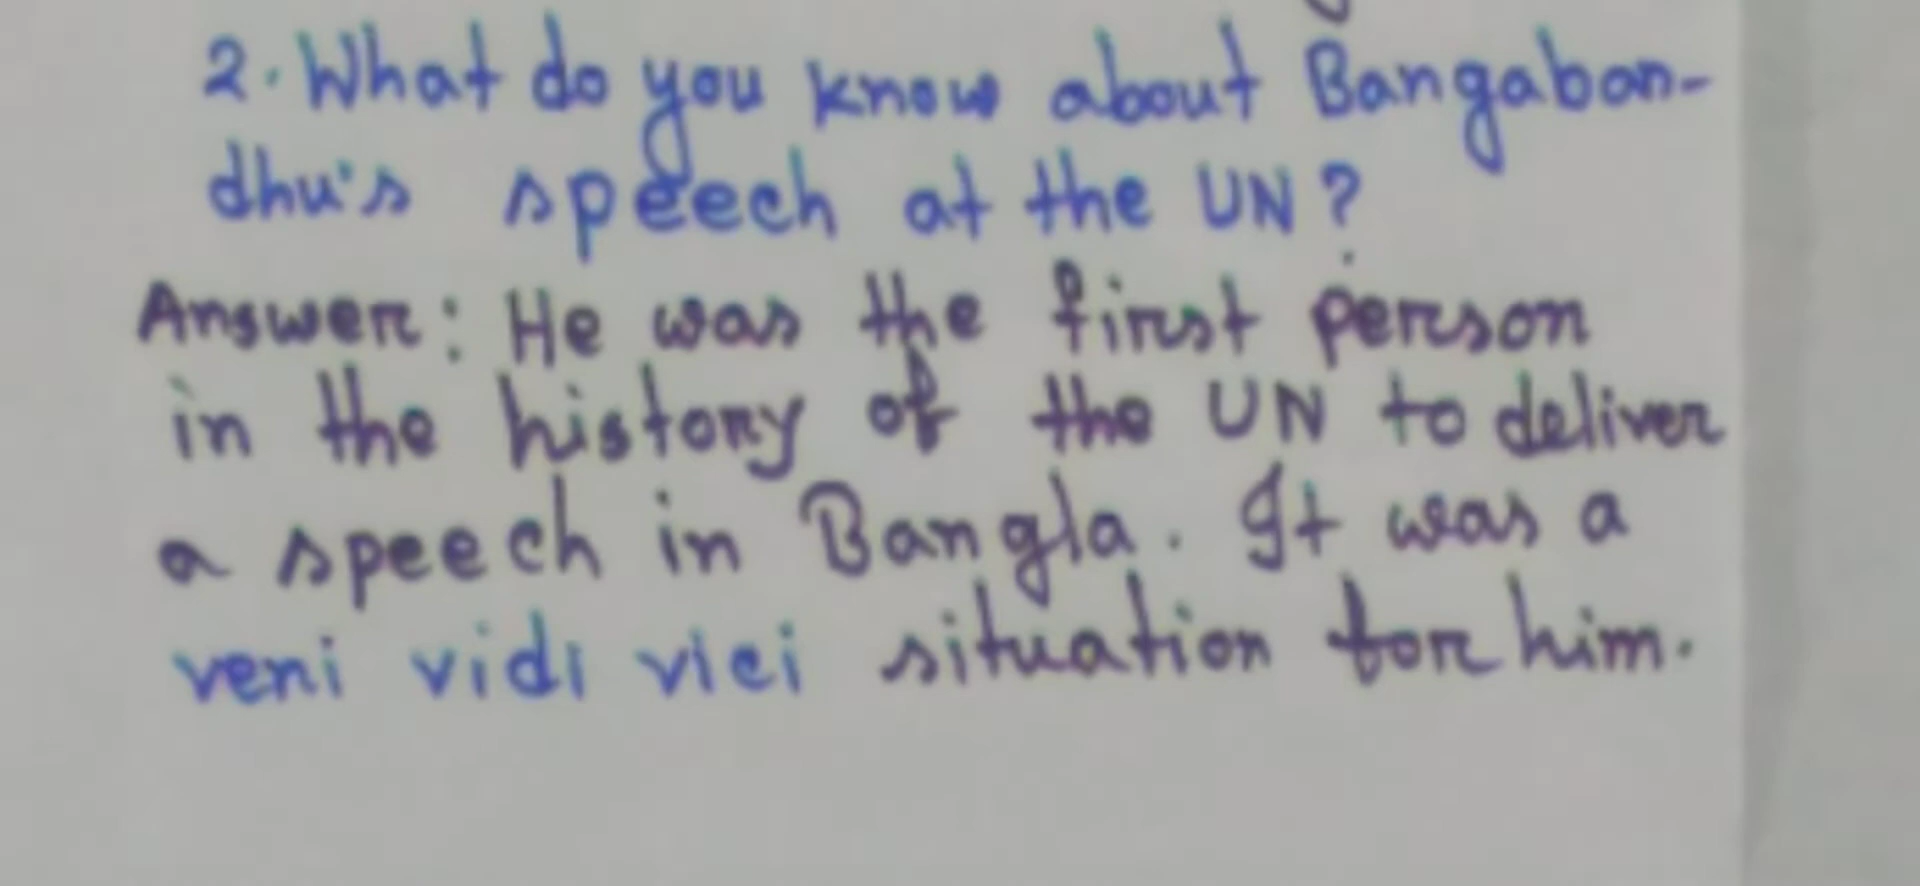 2. What do you know about Bangaban-
dhu's speech at the UN?
Answer: He was the first person
in the history of the UN to deliver
a speech in Bangla. It was a
veni vidi vici situation for him.